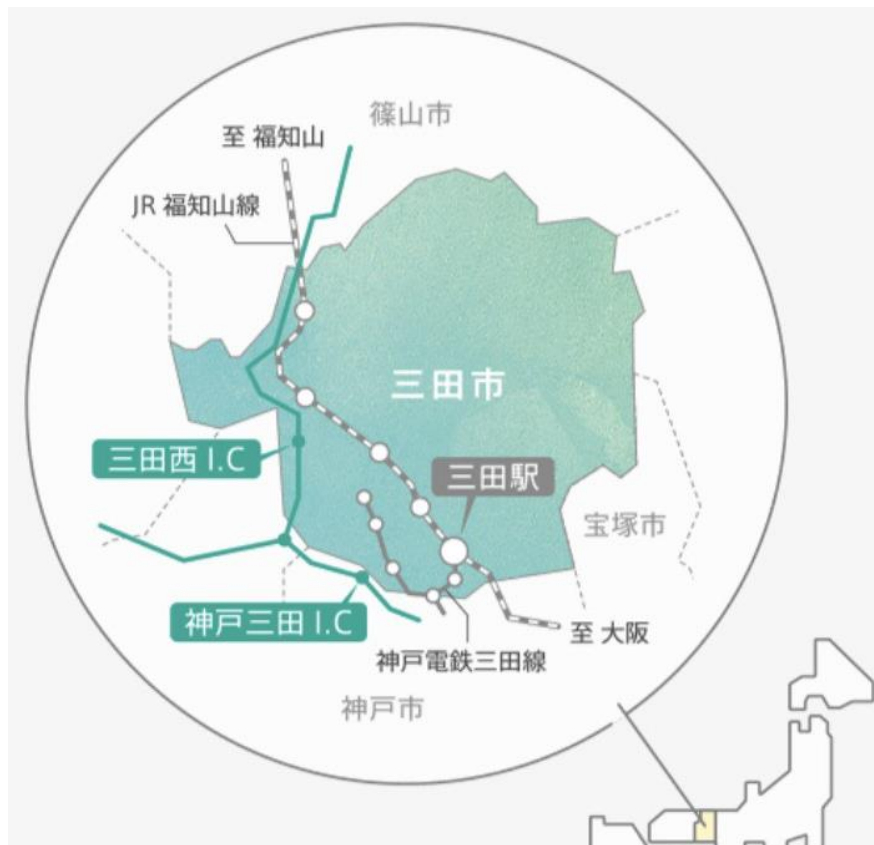 篠山市
至 福知山
JR 福知山線
三田市
三田西 I.C
三田駅
宝塚市
神戸三田 I.C
至 大阪
神戸電鉄三田線
神戸市